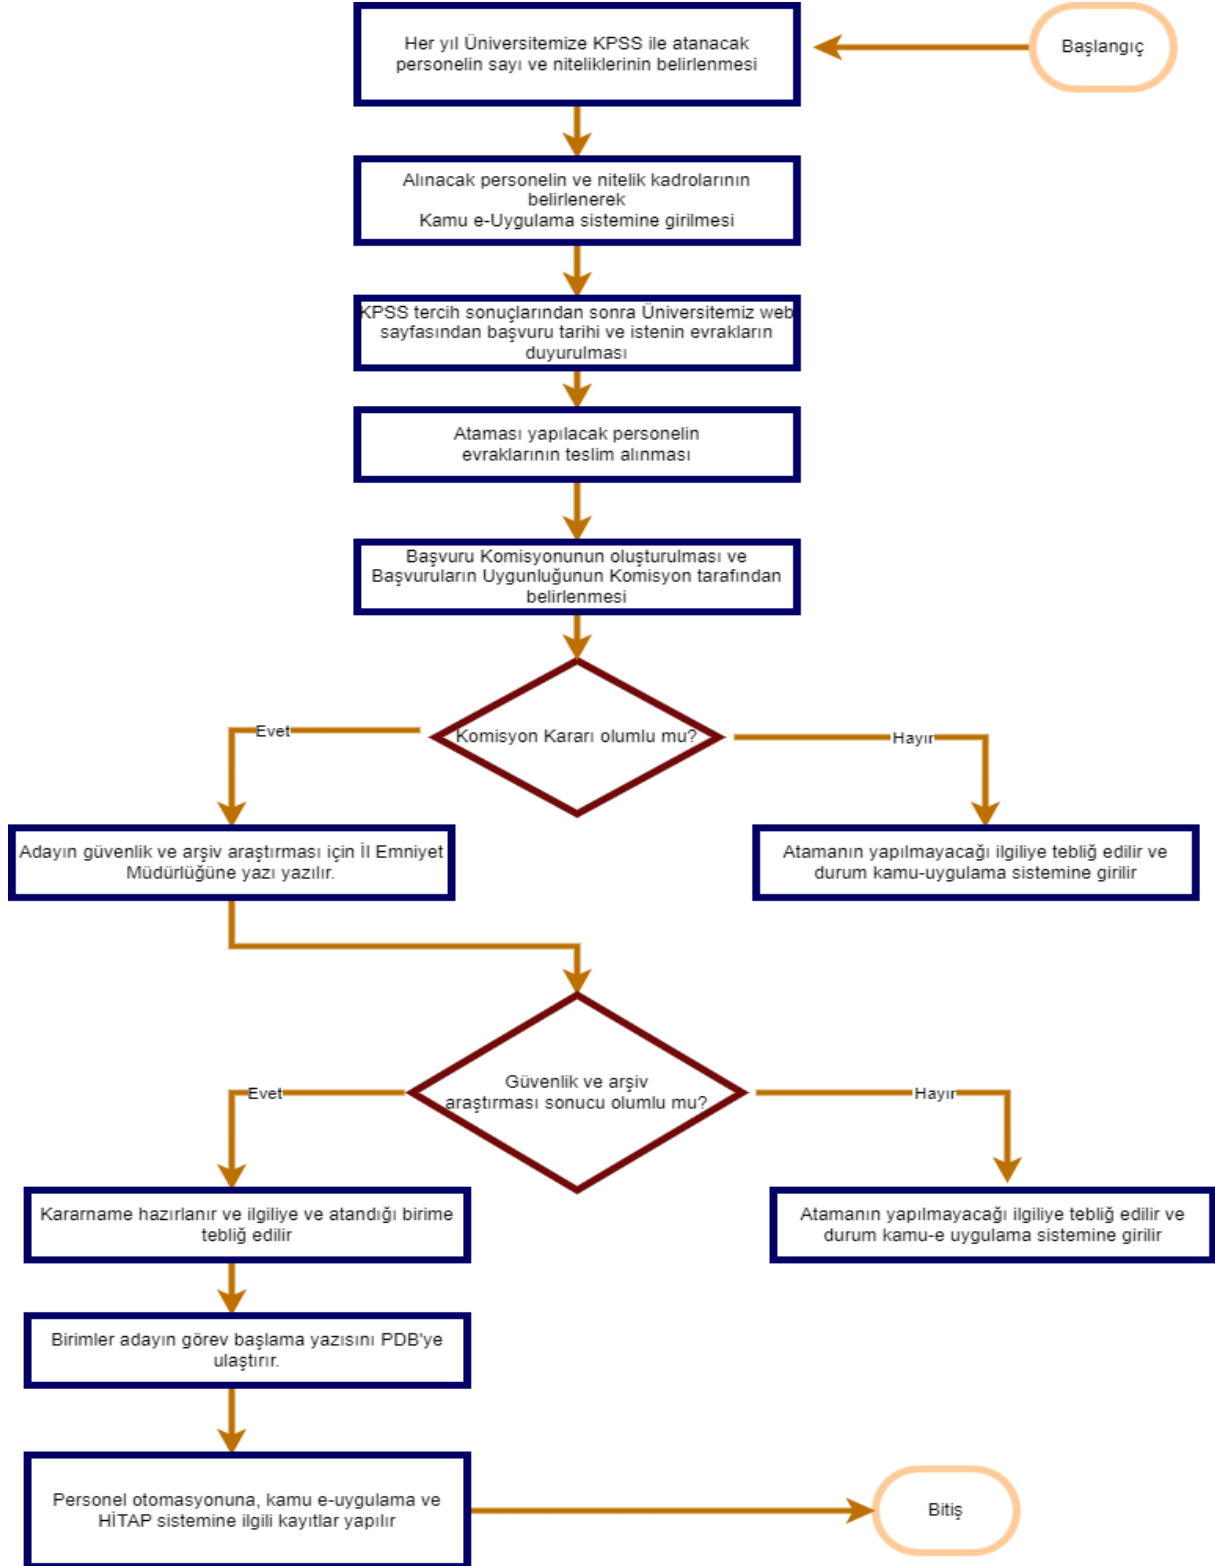 Başlangıç
Her yıl Üniversitemize KPSS ile atanacak
personelin sayı ve niteliklerinin belirlenmesi
Alınacak personelin ve nitelik kadrolarının
belirlenerek
Kamu e-Uygulama sistemine girilmesi
KPSS tercih sonuçlarından sonra Üniversitemiz web
sayfasından başvuru tarihi ve istenin evrakların
duyurulması
Ataması yapılacak personelin
evraklarının teslim alınması
Başvuru Komisyonunun oluşturulması ve
Başvuruların Uygunluğunun Komisyon tarafından
belirlenmesi
Komisyon Kararı olumlu mu?
Evet
Hayır
Adayın güvenlik ve arşiv araştırması için İl Emniyet
Müdürlüğüne yazı yazılır.
Atamanın yapılmayacağı ilgiliye tebliğ edilir ve
durum kamu-uygulama sistemine girilir
Güvenlik ve arşiv
araştırması sonucu olumlu mu?
Evet
Hayır
Kararname hazırlanır ve ilgiliye ve atandığı birime
tebliğ edilir
Atamanın yapılmayacağı ilgiliye tebliğ edilir ve
durum kamu-e uygulama sistemine girilir
Birimler adayın görev başlama yazısını PDB'ye
ulaştırır.
Personel otomasyonuna, kamu e-uygulama ve
HİTAP sistemine ilgili kayıtlar yapılır
Bitiş